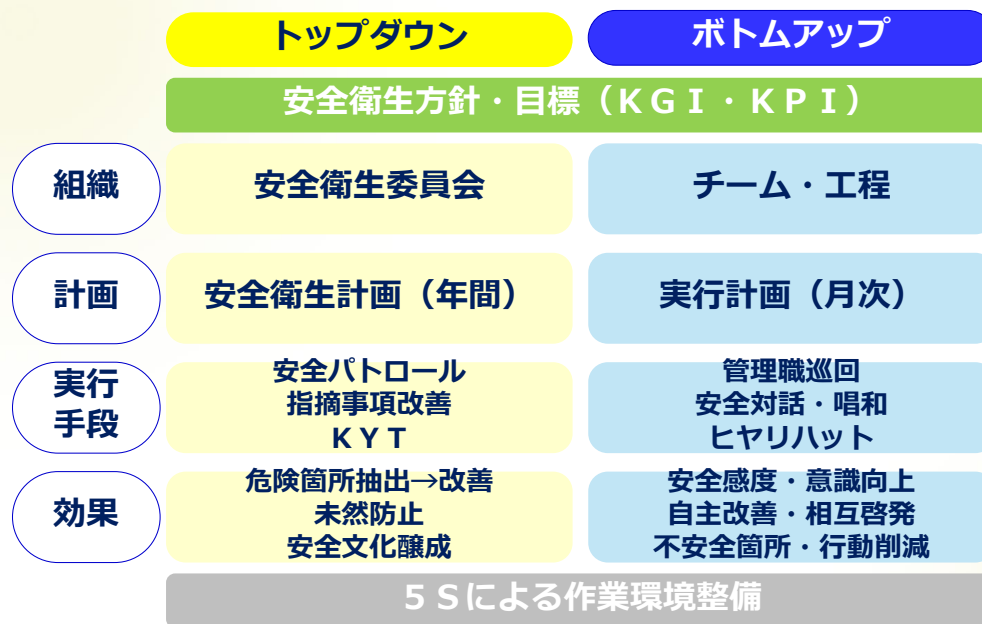 トップダウン
ボトムアップ
安全衛生方針・目標（ＫＧＩ・ＫＰＩ）
組織
安全衛生委員会
チーム・工程
計画
安全衛生計画（年間）
実行計画（月次）
実行
手段
安全パトロール
指摘事項改善
ＫＹＴ
管理職巡回
安全対話・唱和
ヒヤリハット
効果
危険箇所抽出→改善
未然防止
安全文化醸成
安全感度・意識向上
自主改善・相互啓発
不安全箇所・行動削減
５Ｓによる作業環境整備